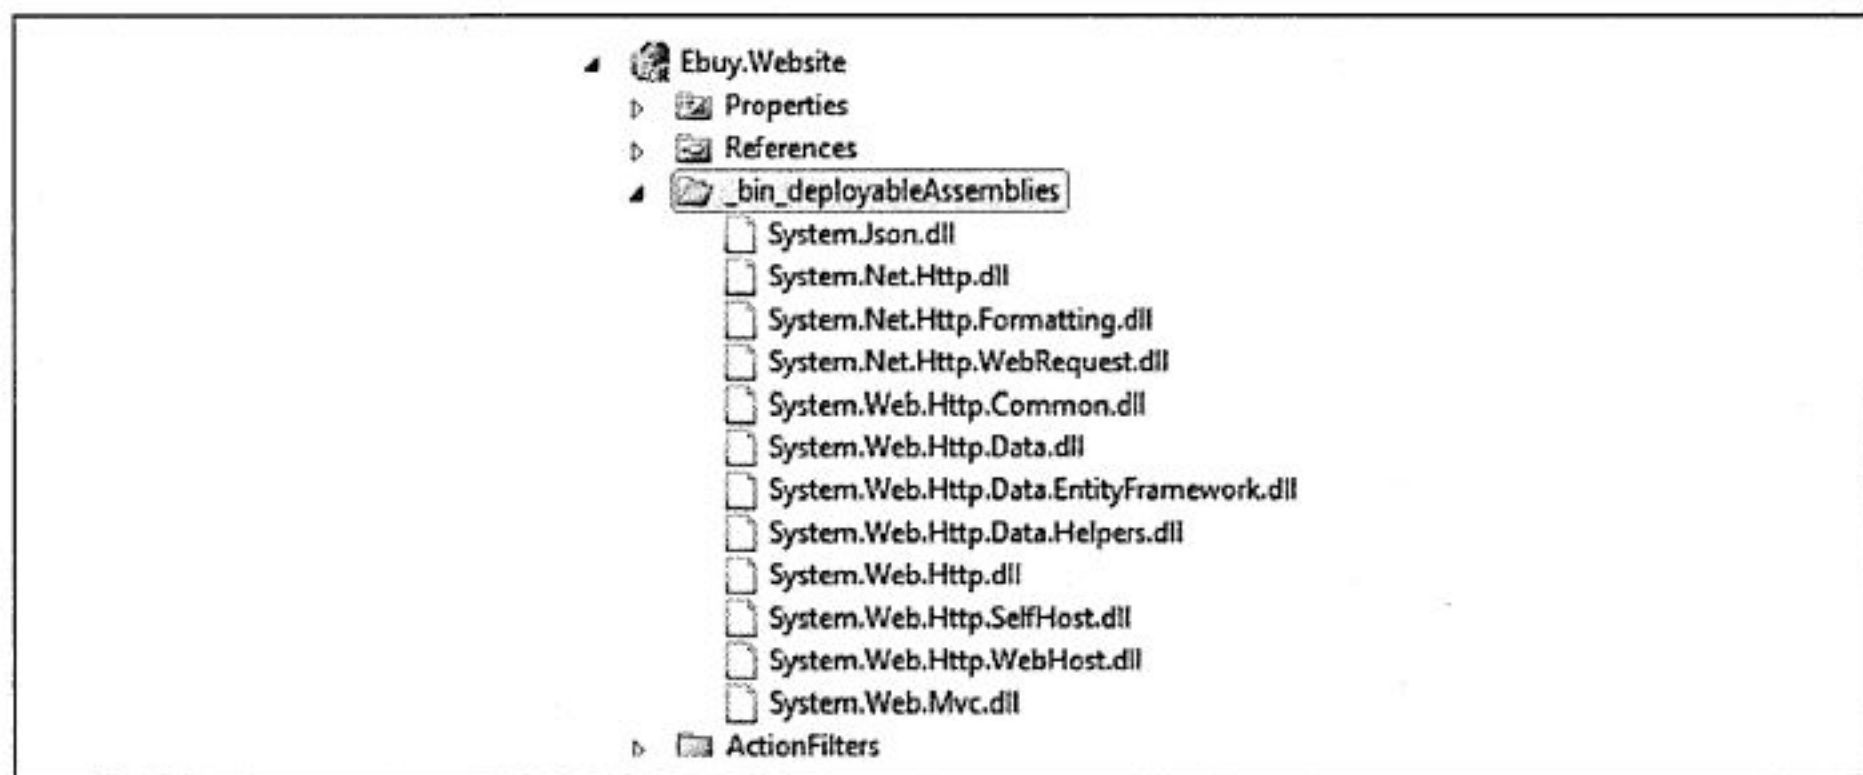 Ebuy.Website
Properties
References
_bin_deployableAssemblies
System.Json.dll
System.Net.Http.dll
System.Net.Http.Formatting.dll
System.Net.Http.WebRequest.dll
System.Web.Http.Common.dll
System.Web.Http.Data.dll
System.Web.Http.Data.EntityFramework.dll
System.Web.Http.Data.Helpers.dll
System.Web.Http.dll
System.Web.Http.SelfHost.dll
System.Web.Http.WebHost.dll
System.Web.Mvc.dll
ActionFilters